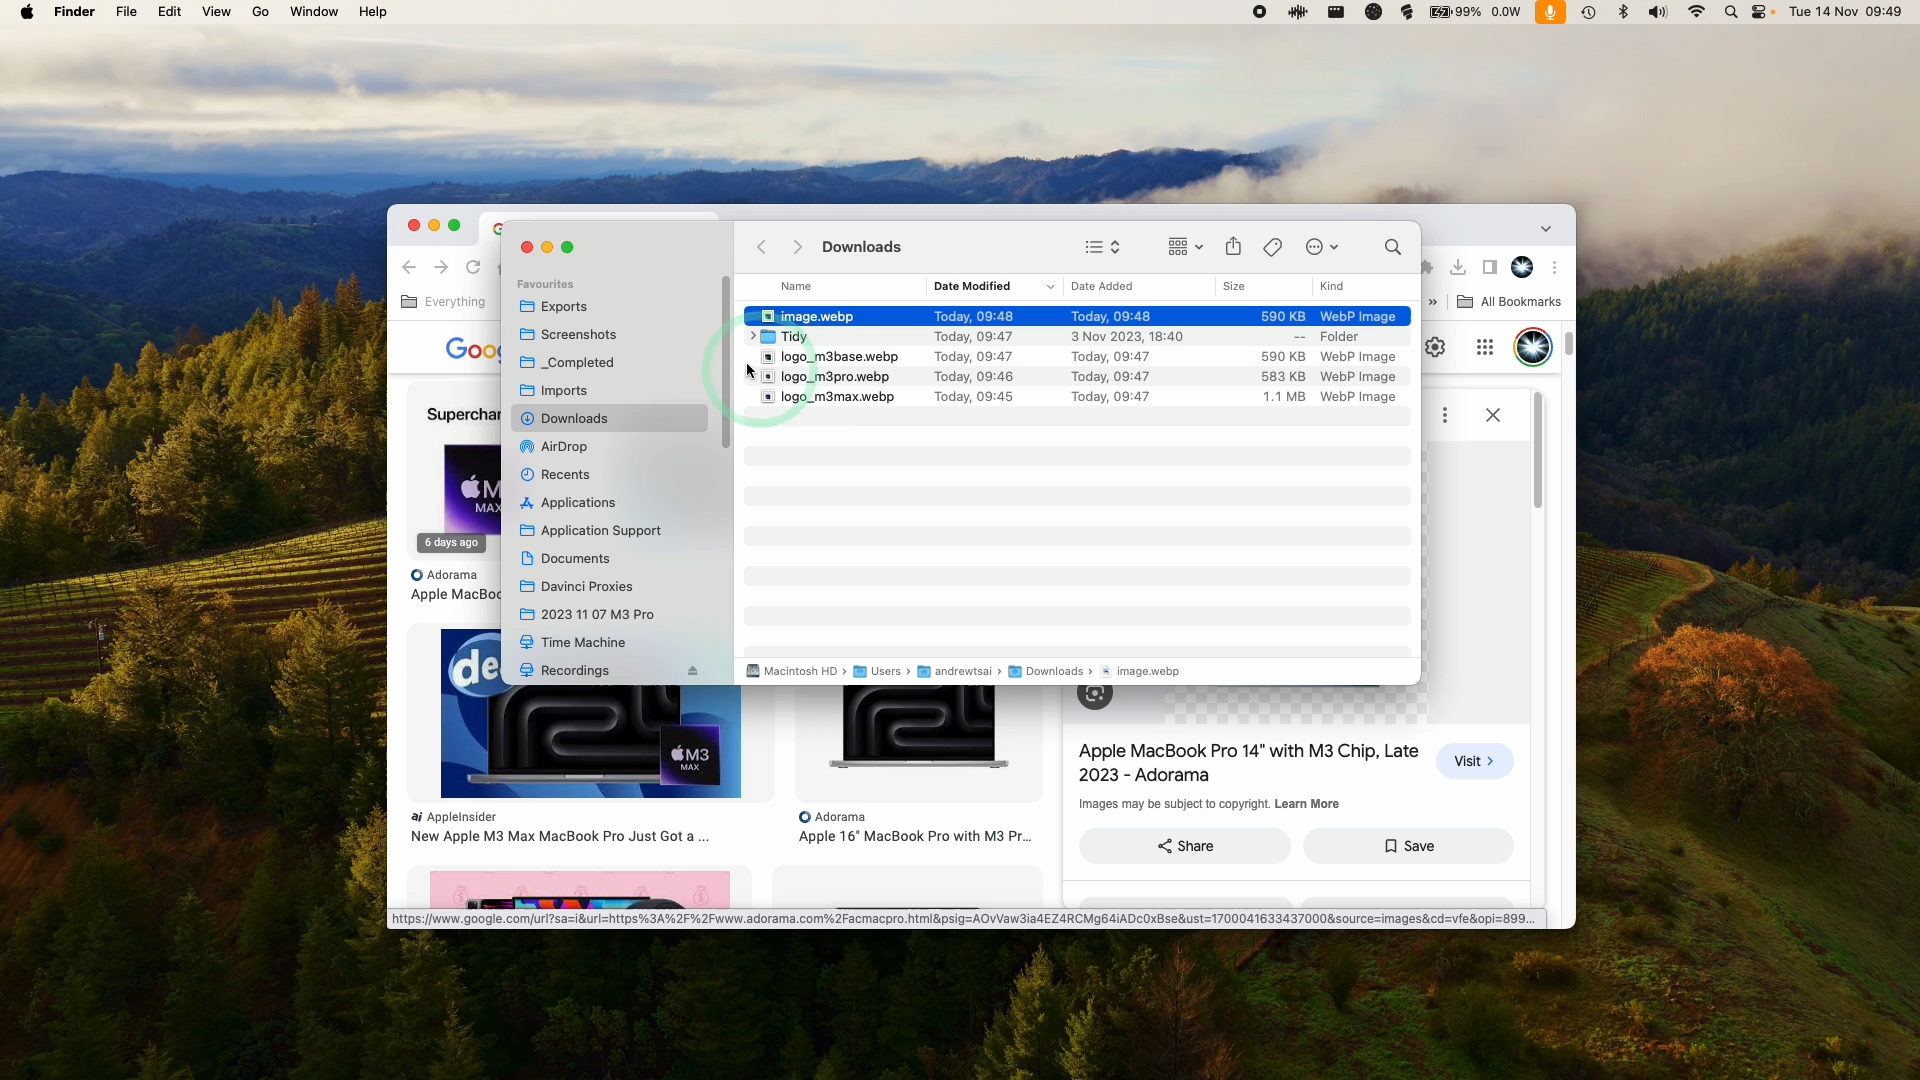 Finder File Edit View Go Window Help
99% 0.0W Tue 14 Nov 09:49
Downloads
Favourites
Exports
Screenshots
_Completed
Imports
Downloads
AirDrop
Recents
Applications
Application Support
Documents
Davinci Proxies
2023 11 07 M3 Pro
Time Machine
Recordings
Name Date Modified Date Added Size Kind
image.webp Today, 09:48 Today, 09:48 590 KB WebP Image
Tidy Today, 09:47 3 Nov 2023, 18:40 -- Folder
logo_m3base.webp Today, 09:47 Today, 09:47 590 KB WebP Image
logo_m3pro.webp Today, 09:46 Today, 09:47 583 KB WebP Image
logo_m3max.webp Today, 09:45 Today, 09:47 1.1 MB WebP Image
Macintosh HD › Users › andrewtsai › Downloads › image.webp
Everything
» All Bookmarks
Goo
Superchar
M
MAX
6 days ago
Adorama
Apple MacBoo
de
M3
MAX
ai AppleInsider
New Apple M3 Max MacBook Pro Just Got a ...
Adorama
Apple 16" MacBook Pro with M3 Pr...
Apple MacBook Pro 14" with M3 Chip, Late
2023 - Adorama
Visit >
Images may be subject to copyright. Learn More
Share
Save
https://www.google.com/url?sa=i&url=https%3A%2F%2Fwww.adorama.com%2Facmacpro.html&psig=AOvVaw3ia4EZ4RCMg64iADc0xBse&ust=1700041633437000&source=images&cd=vfe&opi=899...